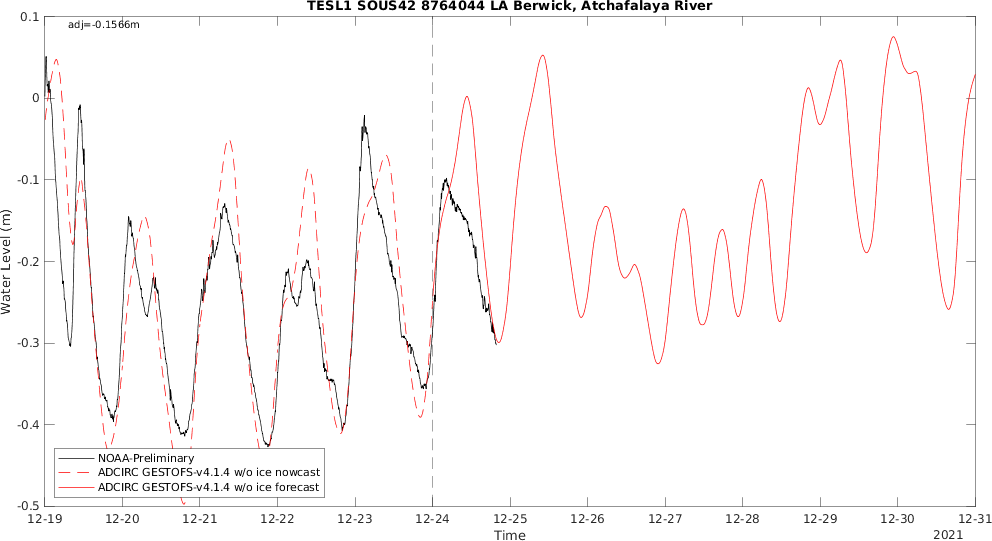 TESL1 SOUS42 8764044 LA Berwick, Atchafalaya River
adj=-0.1566m
0.1
0
-0.1
-0.2
-0.3
-0.4
-0.5
Water Level (m)
NOAA-Preliminary
ADCIRC GESTOFS-v4.1.4 w/o ice nowcast
ADCIRC GESTOFS-v4.1.4 w/o ice forecast
12-19 12-20 12-21 12-22 12-23 12-24 12-25 12-26 12-27 12-28 12-29 12-30 12-31
Time
2021